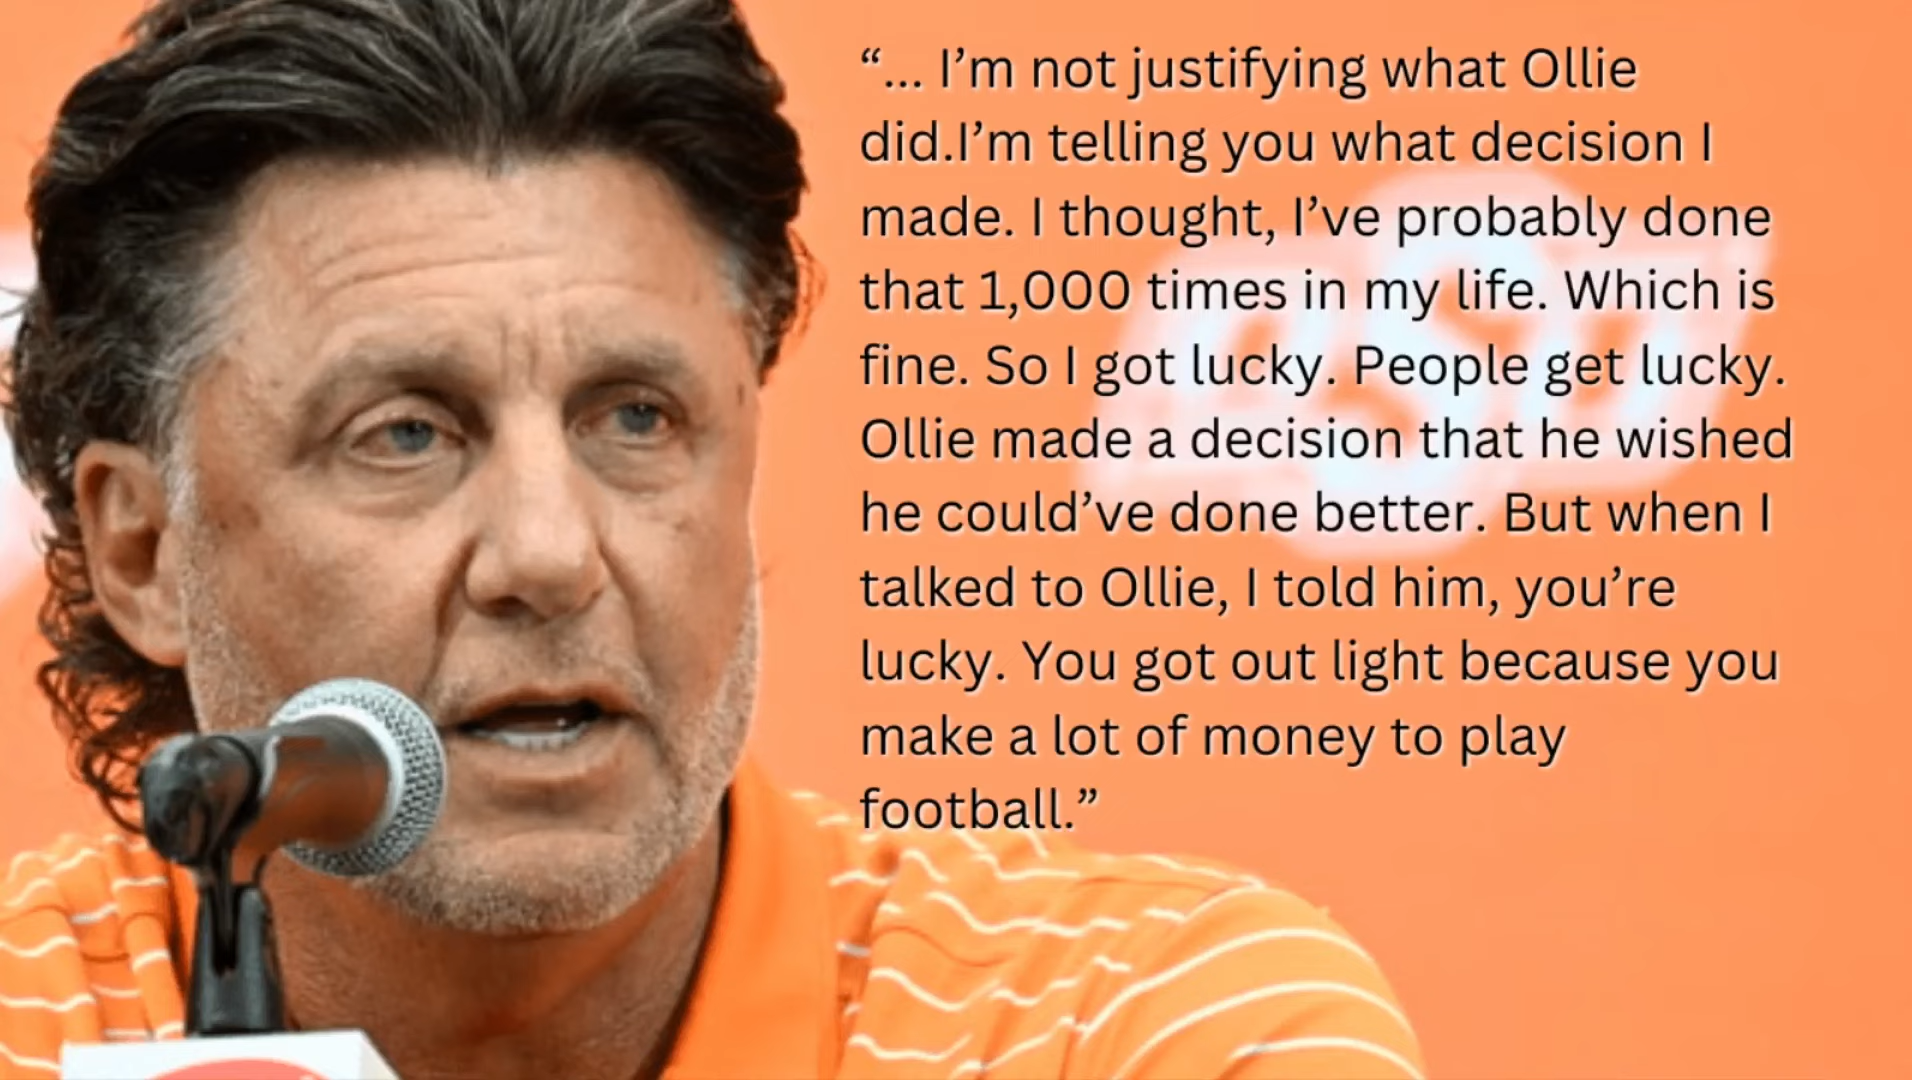 “... I’m not justifying what Ollie
did.I’m telling you what decision I
made. I thought, I’ve probably done
that 1,000 times in my life. Which is
fine. So I got lucky. People get lucky.
Ollie made a decision that he wished
he could’ve done better. But when I
talked to Ollie, I told him, you’re
lucky. You got out light because you
make a lot of money to play
football.”